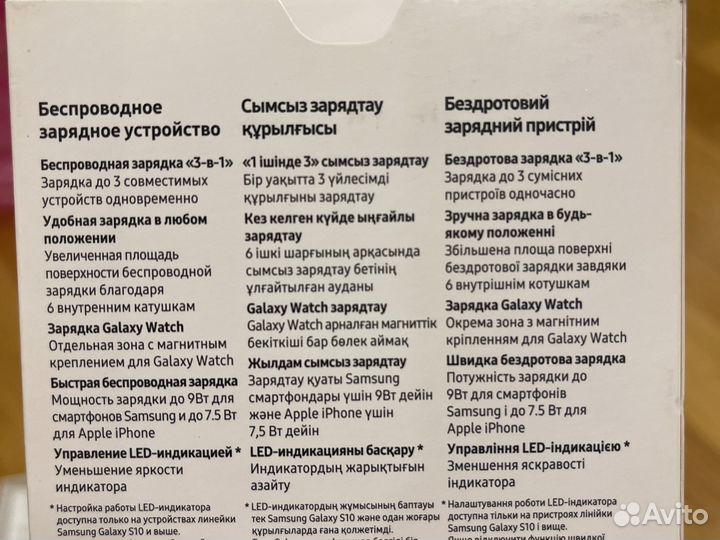 Беспроводное
зарядное устройство
Беспроводная зарядка «3-в-1»
Зарядка до 3 совместимых
устройств одновременно
Удобная зарядка в любом
положении
Увеличенная площадь
поверхности беспроводной
зарядки благодаря
6 внутренним катушкам
Зарядка Galaxy Watch
Отдельная зона с магнитным
креплением для Galaxy Watch
Быстрая беспроводная зарядка
Мощность зарядки до 9Вт для
смартфонов Samsung и до 7.5 Вт
для Apple iPhone
Управление LED-индикацией *
Уменьшение яркости
индикатора
* Настройка работы LED-индикатора
доступна только на устройствах линейки
Samsung Galaxy S10 и выше.
Сымсыз зарядтау
құрылғысы
«1 ішінде 3» сымсыз зарядтау
Бір уақытта 3 үйлесімді
құрылғыны зарядтау
Кез келген күйде ыңғайлы
зарядтау
6 ішкі шарғының арқасында
сымсыз зарядтау бетінің
ұлғайтылған ауданы
Galaxy Watch зарядтау
Galaxy Watch арналған магниттік
бекіткіші бар бөлек аймақ
Жылдам сымсыз зарядтау
Зарядтау қуаты Samsung
смартфондары үшін 9Вт дейін
және Apple iPhone үшін
7,5 Вт дейін
LED-индикацияны басқару *
Индикатордың жарықтығын
азайту
* LED-индикатордың жұмысының баптауы
тек Samsung Galaxy S10 және одан жоғары
құрылғыларда ғана қолжетімді.
Бездротовий
зарядний пристрій
Бездротова зарядка «3-в-1»
Зарядка до 3 сумісних
пристроїв одночасно
Зручна зарядка в будь-
якому положенні
Збільшена площа поверхні
бездротової зарядки завдяки
6 внутрішнім котушкам
Зарядка Galaxy Watch
Окрема зона з магнітним
кріпленням для Galaxy Watch
Швидка бездротова зарядка
Потужність зарядки до
9Вт для смартфонів
Samsung і до 7.5 Вт для
Apple iPhone
Управління LED-індикацією *
Зменшення яскравості
індикатора
* Налаштування роботи LED-індикатора
доступна тільки на пристроях лінійки
Samsung Galaxy S10 і вище.
Якщо відключити функцію швидкої
Avito